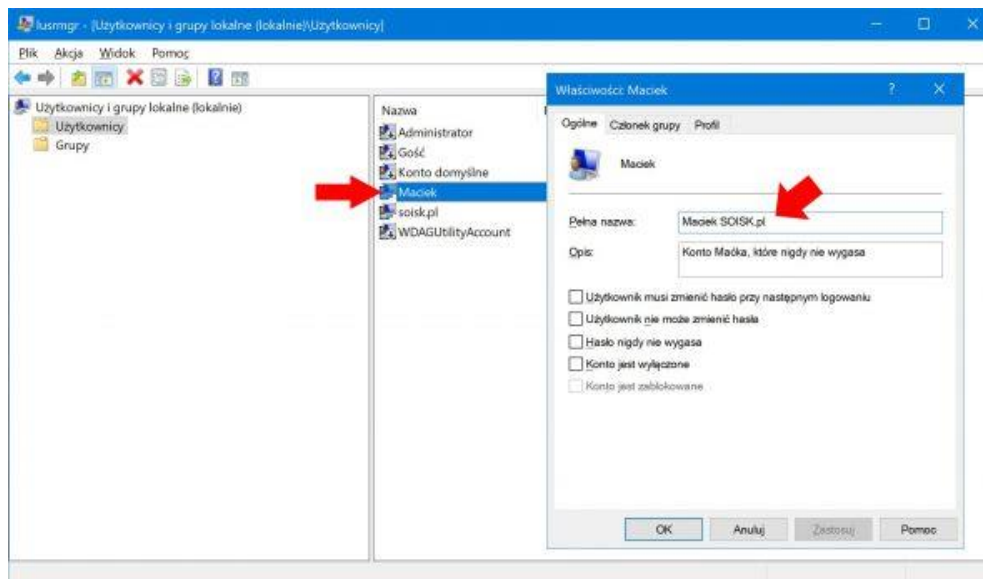 lusrmgr - [Użytkownicy i grupy lokalne (lokalnie)\Użytkownicy]
Plik Akcja Widok Pomoc
Użytkownicy i grupy lokalne (lokalnie)
Użytkownicy
Grupy
Nazwa
Administrator
Gość
Konto domyślne
Maciek
soisk.pl
WDAGUtilityAccount
Właściwości: Maciek
Ogólne Członek grupy Profil
Maciek
Pełna nazwa: Maciek SOISK.pl
Opis: Konto Maćka, które nigdy nie wygasa
Użytkownik musi zmienić hasło przy następnym logowaniu
Użytkownik nie może zmienić hasła
Hasło nigdy nie wygasa
Konto jest wyłączone
Konto jest zablokowane
OK Anuluj Zastosuj Pomoc